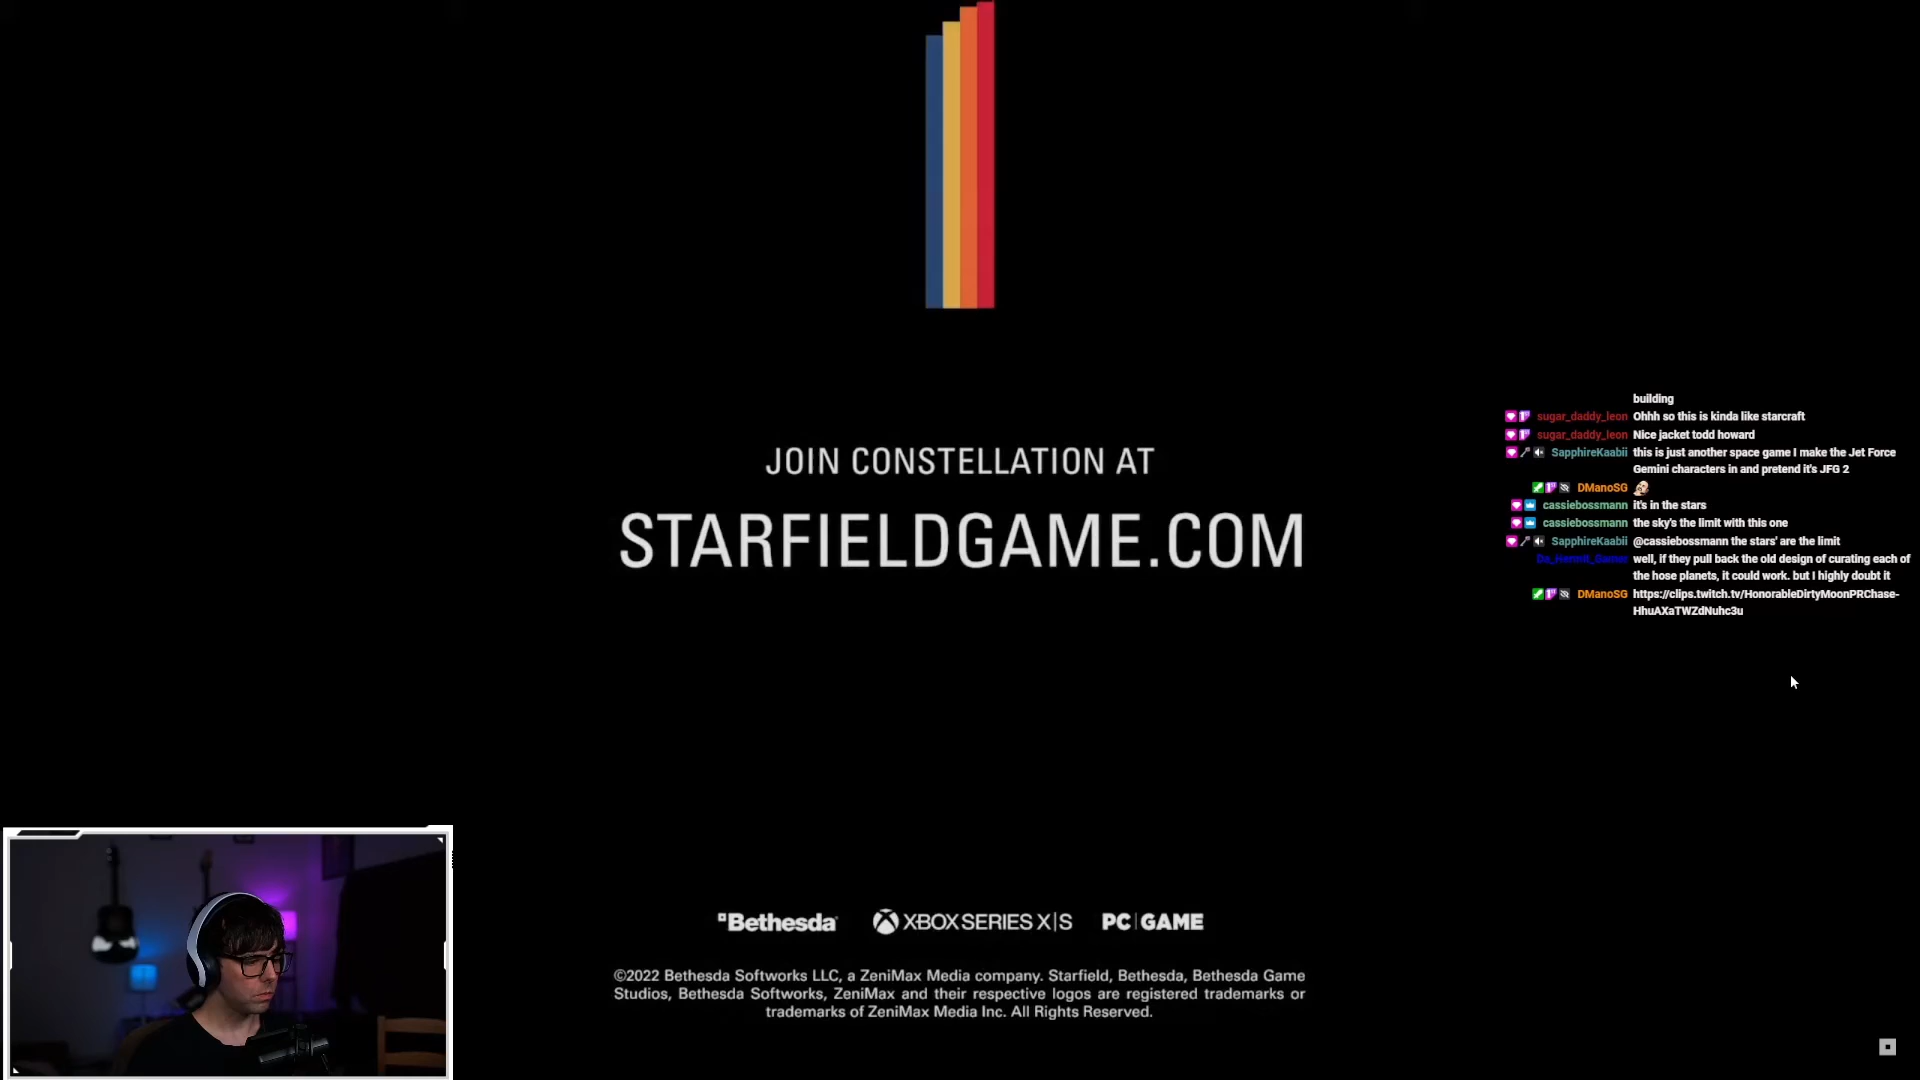 JOIN CONSTELLATION AT
STARFIELDGAME.COM
building
sugar_daddy_leon Ohhh so this is kinda like starcraft
sugar_daddy_leon Nice jacket todd howard
SapphireKaabii this is just another space game I make the Jet Force
Gemini characters in and pretend it's JFG 2
DManoSG
cassiebossmann it's in the stars
cassiebossmann the sky's the limit with this one
SapphireKaabii @cassiebossmann the stars' are the limit
Da_Hermit_Gamer well, if they pull back the old design of curating each of
the hose planets, it could work. but I highly doubt it
DManoSG https://clips.twitch.tv/HonorableDirtyMoonPRChase-
HhuAXaTWZdNuhc3u
Bethesda XBOX SERIES X|S PC|GAME
©2022 Bethesda Softworks LLC, a ZeniMax Media company. Starfield, Bethesda, Bethesda Game
Studios, Bethesda Softworks, ZeniMax and their respective logos are registered trademarks or
trademarks of ZeniMax Media Inc. All Rights Reserved.